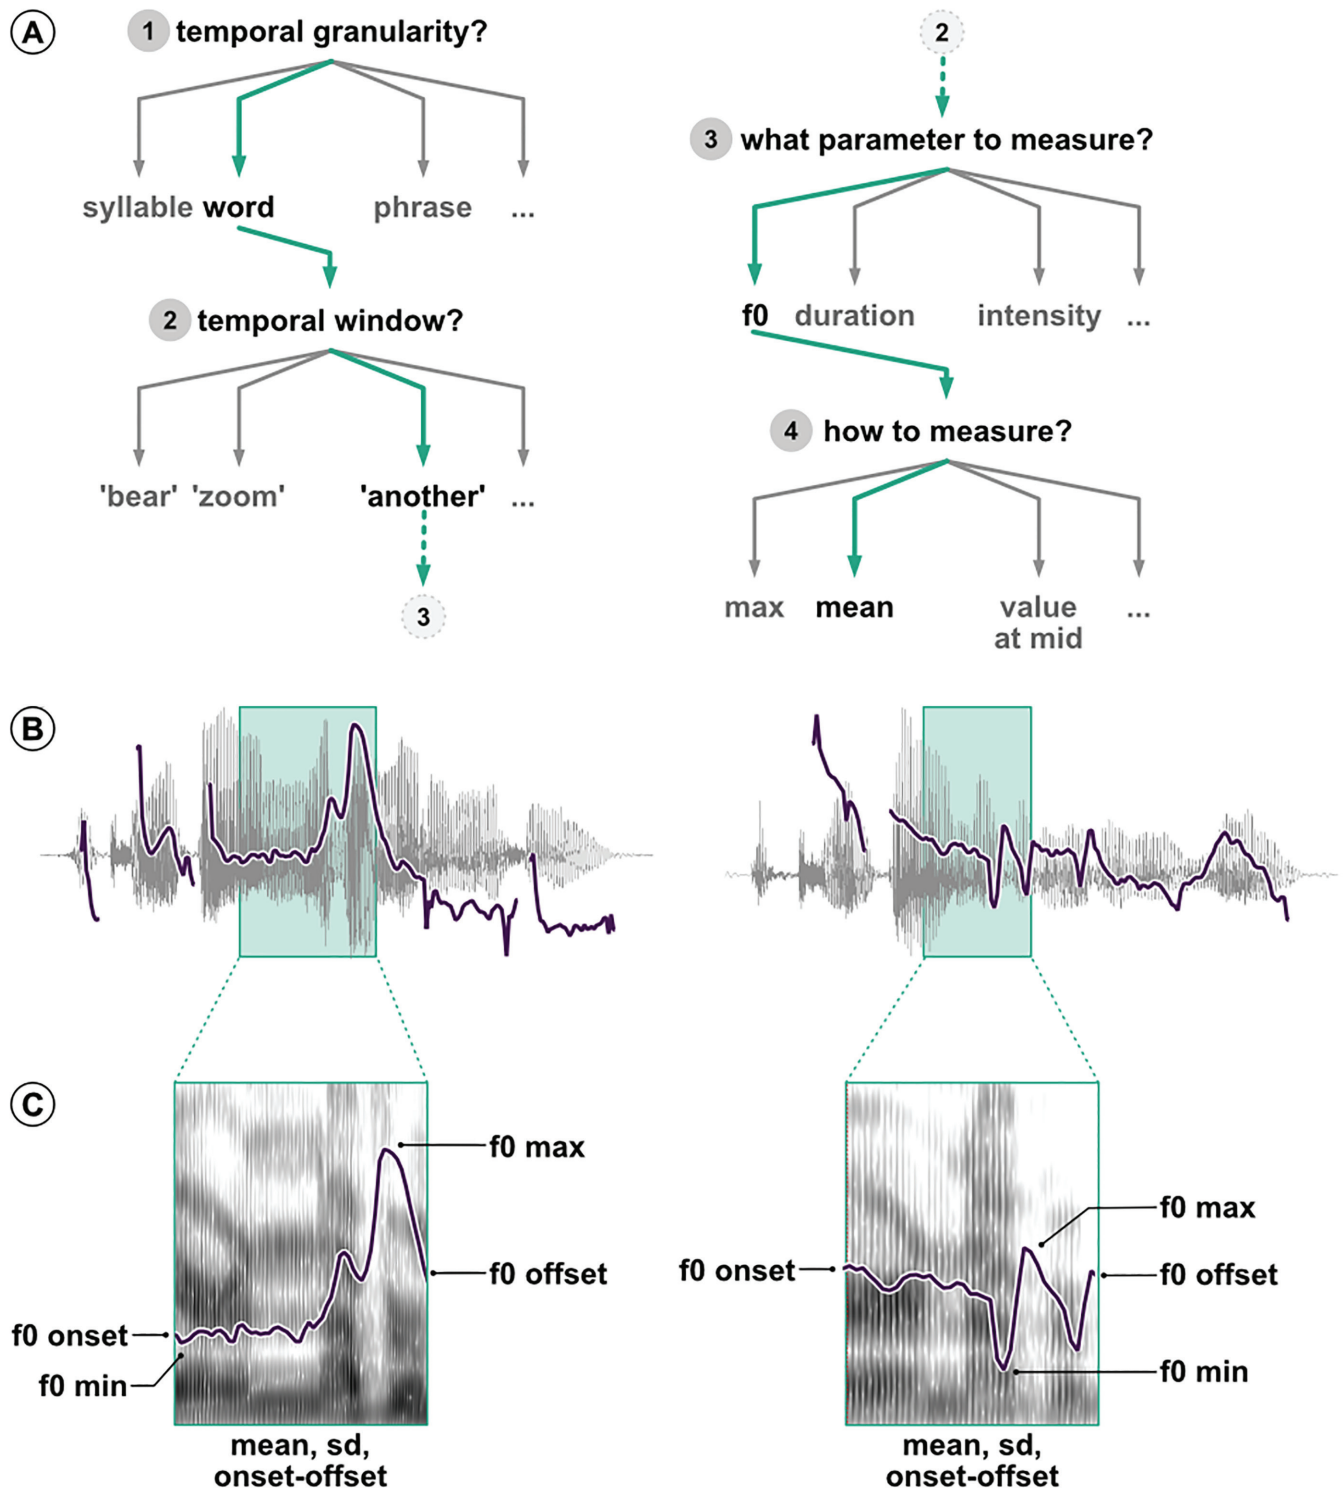 A
1 temporal granularity?
syllable word phrase ...
2 temporal window?
'bear' 'zoom' 'another' ...
3
2
3 what parameter to measure?
f0 duration intensity ...
4 how to measure?
max mean value ...
at mid
B
C
f0 max
f0 offset
f0 onset
f0 min
mean, sd,
onset-offset
f0 max
f0 onset
f0 offset
f0 min
mean, sd,
onset-offset